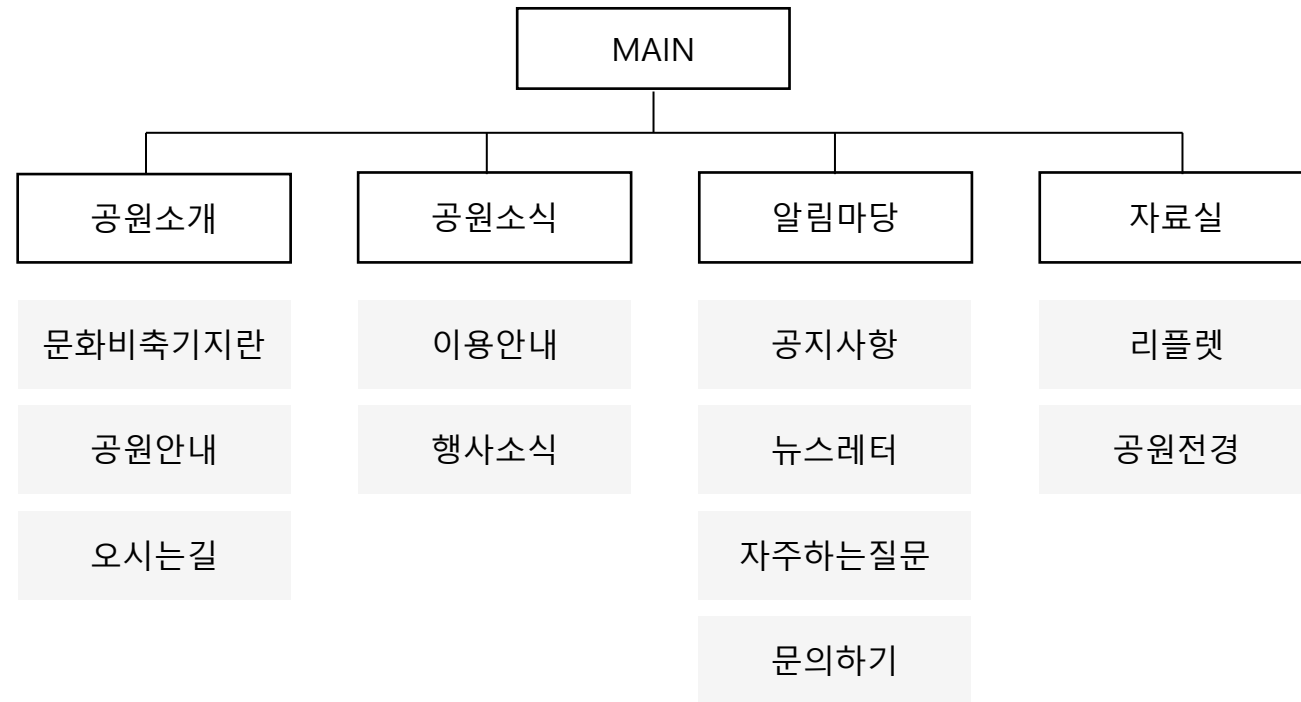 MAIN
공원소개
공원소식
알림마당
자료실
문화비축기지란
이용안내
공지사항
리플렛
공원안내
행사소식
뉴스레터
공원전경
오시는길
자주하는질문
문의하기